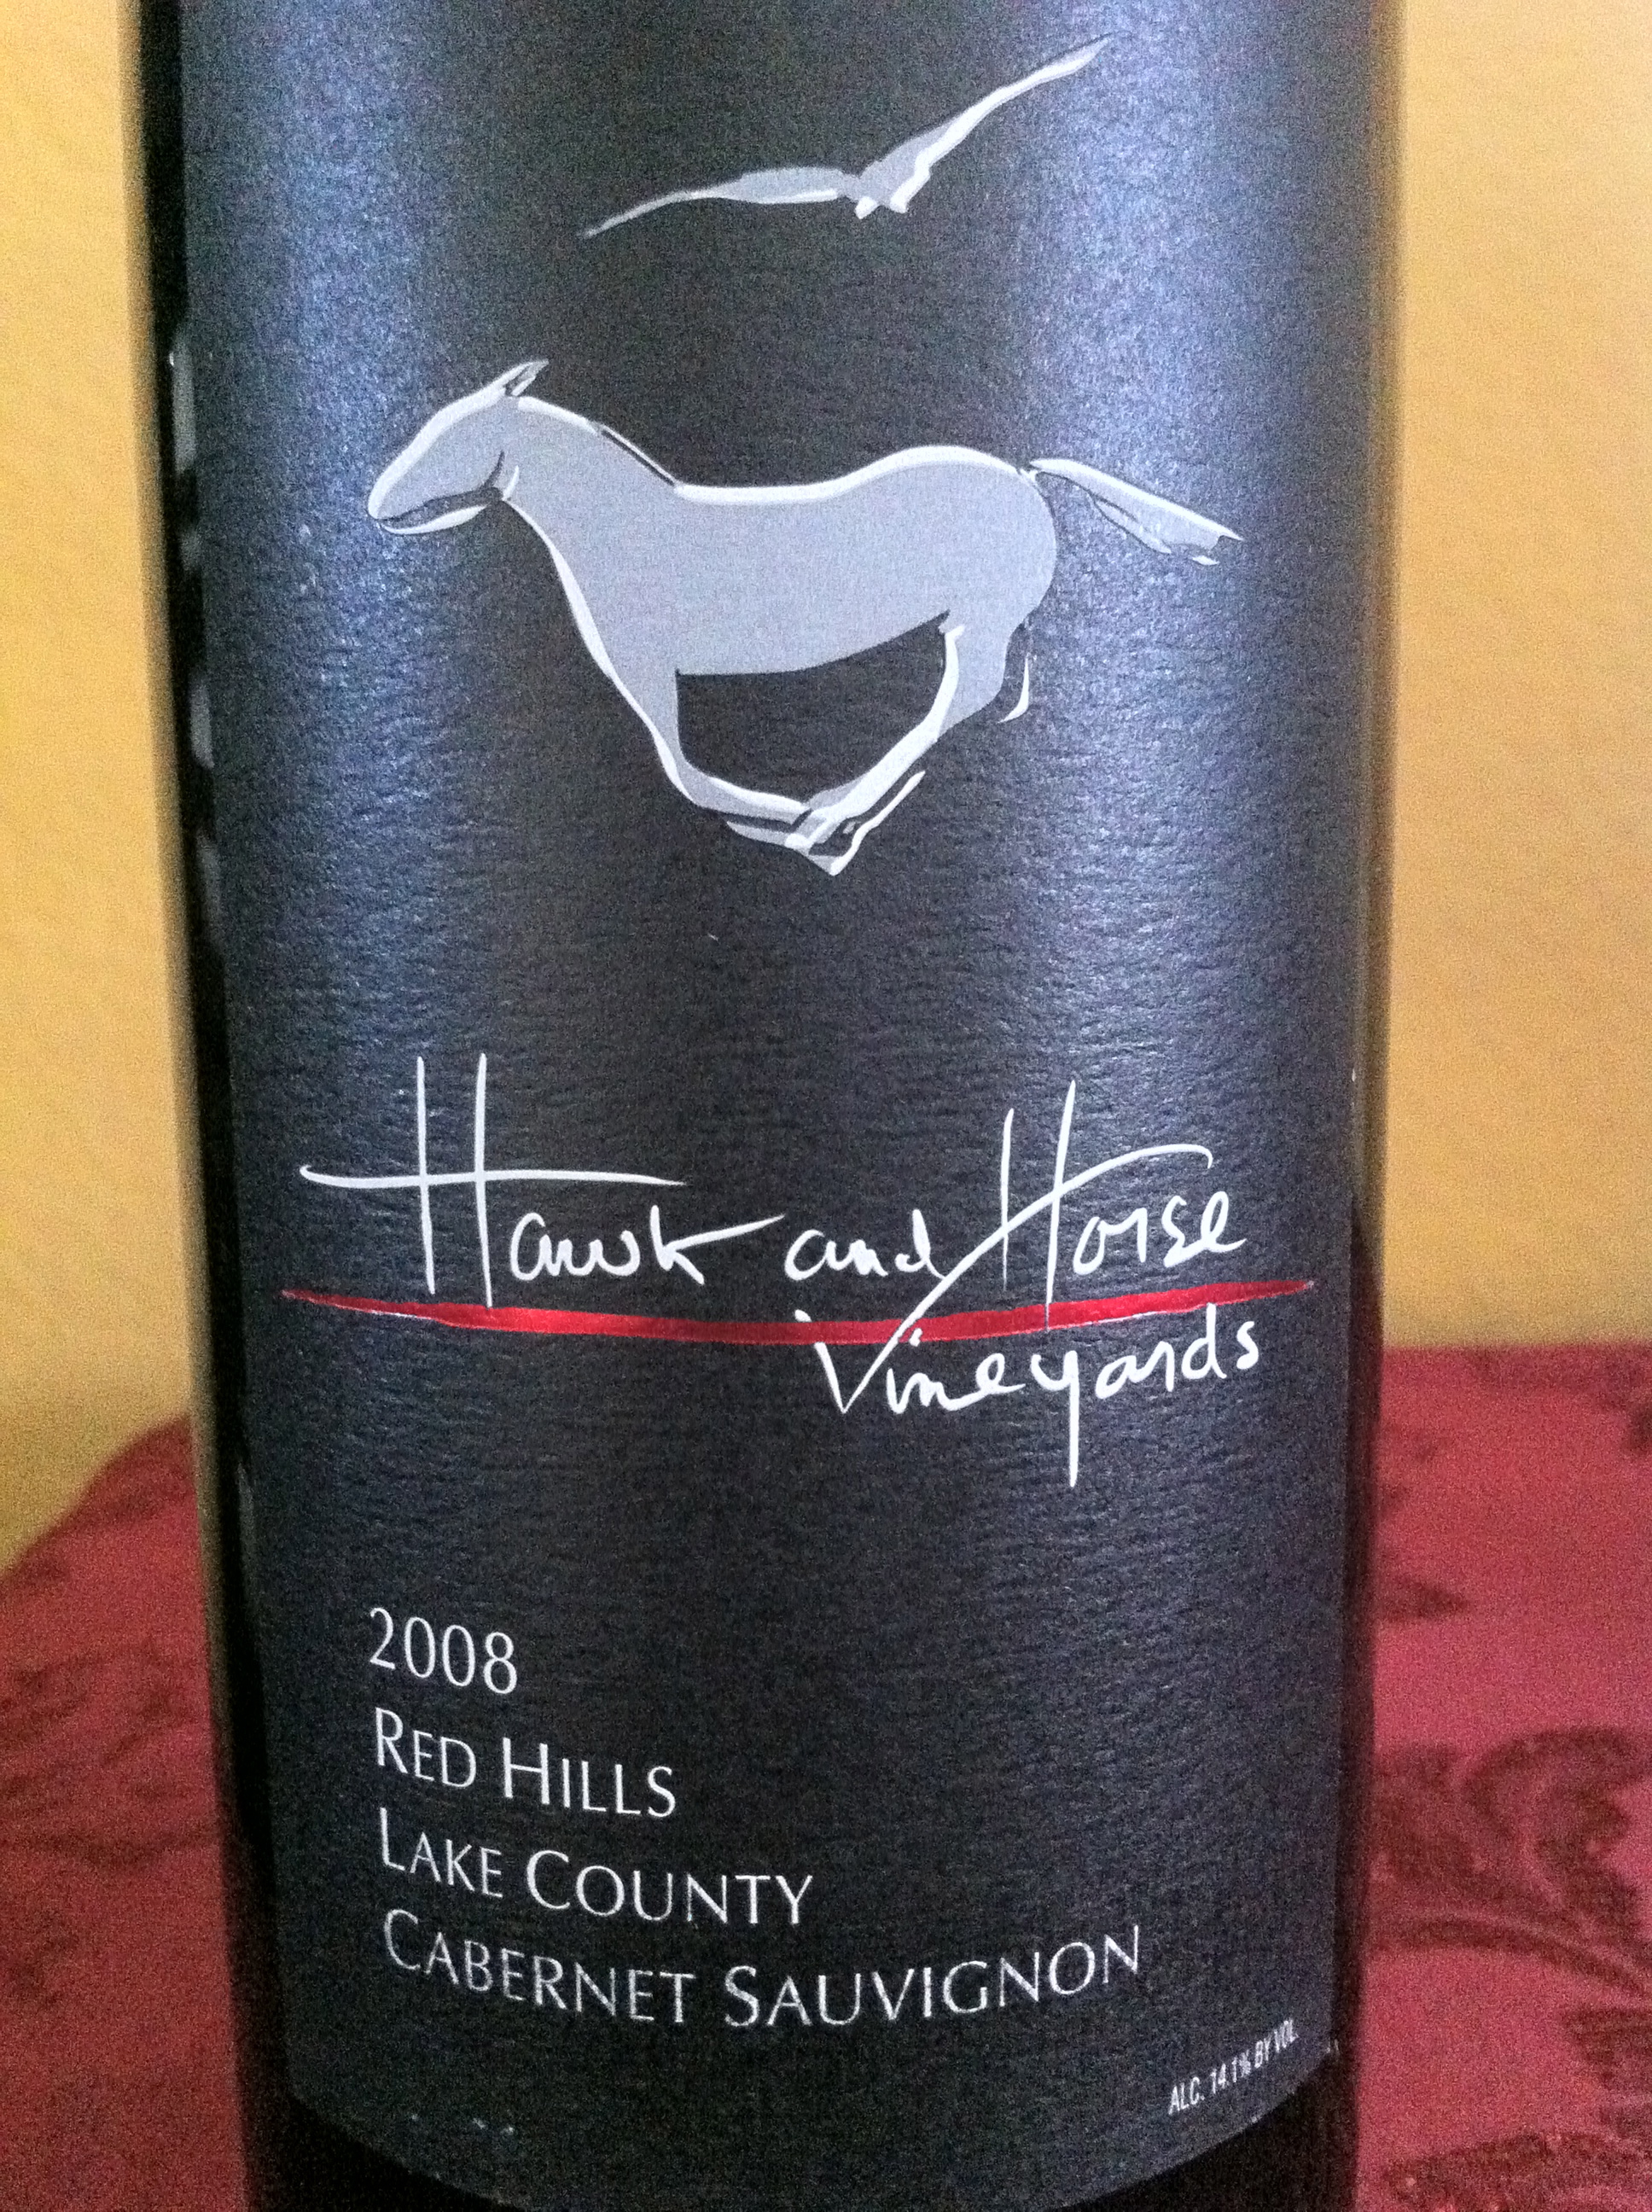 Hawk and Horse
Vineyards
2008
RED HILLS
LAKE COUNTY
CABERNET SAUVIGNON
ALC. 14.1% BY VOL